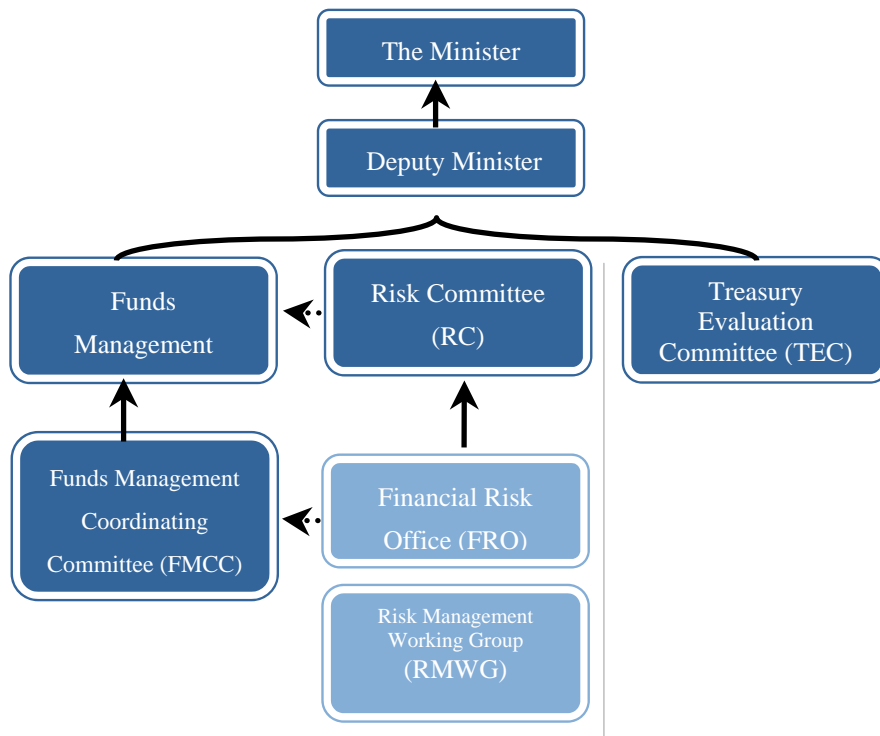 The Minister
Deputy Minister
Funds
Management
Risk Committee
(RC)
Treasury
Evaluation
Committee (TEC)
Funds Management
Coordinating
Committee (FMCC)
Financial Risk
Office (FRO)
Risk Management
Working Group
(RMWG)